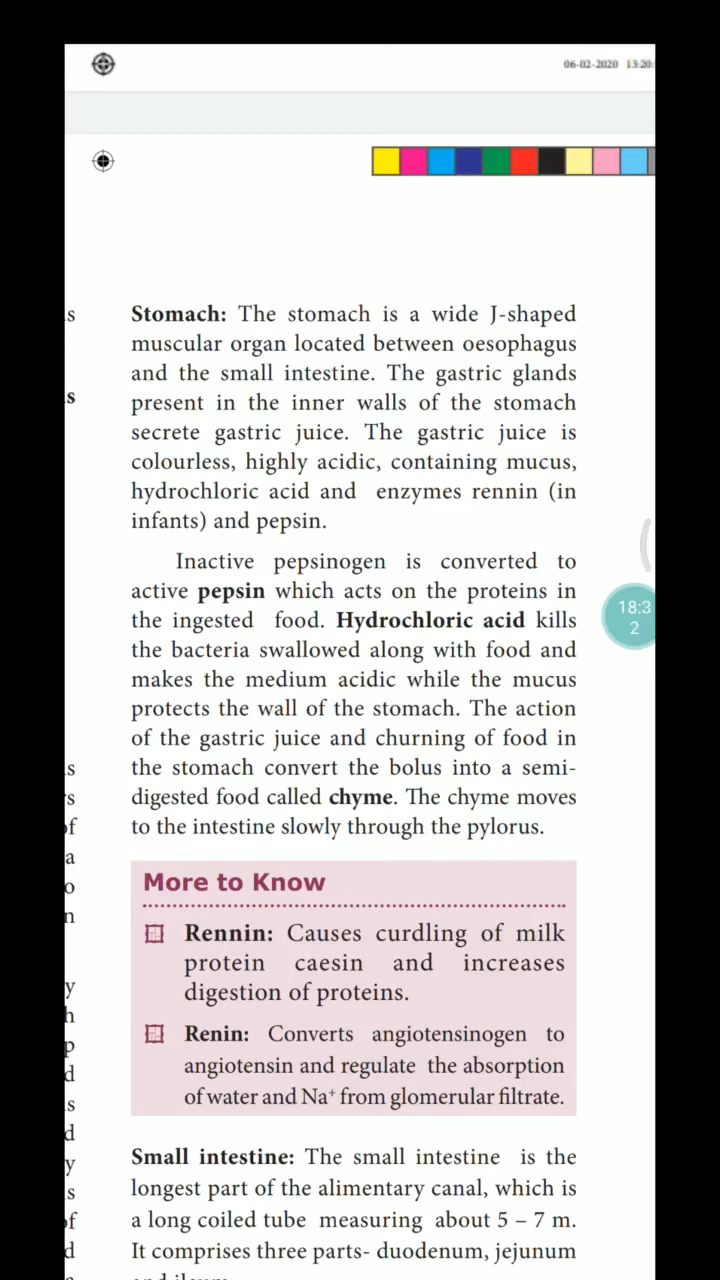 06-02-2020 13:20:
Stomach: The stomach is a wide J-shaped
muscular organ located between oesophagus
and the small intestine. The gastric glands
present in the inner walls of the stomach
secrete gastric juice. The gastric juice is
colourless, highly acidic, containing mucus,
hydrochloric acid and enzymes rennin (in
infants) and pepsin.
Inactive pepsinogen is converted to
active pepsin which acts on the proteins in
the ingested food. Hydrochloric acid kills
the bacteria swallowed along with food and
makes the medium acidic while the mucus
protects the wall of the stomach. The action
of the gastric juice and churning of food in
the stomach convert the bolus into a semi-
digested food called chyme. The chyme moves
to the intestine slowly through the pylorus.
More to Know
Rennin: Causes curdling of milk
protein caesin and increases
digestion of proteins.
Renin: Converts angiotensinogen to
angiotensin and regulate the absorption
of water and Na⁺ from glomerular filtrate.
Small intestine: The small intestine is the
longest part of the alimentary canal, which is
a long coiled tube measuring about 5 – 7 m.
It comprises three parts- duodenum, jejunum
and ileum
18:3
2
s
s
s
s
of
a
o
n
y
h
p
d
s
d
y
s
of
d